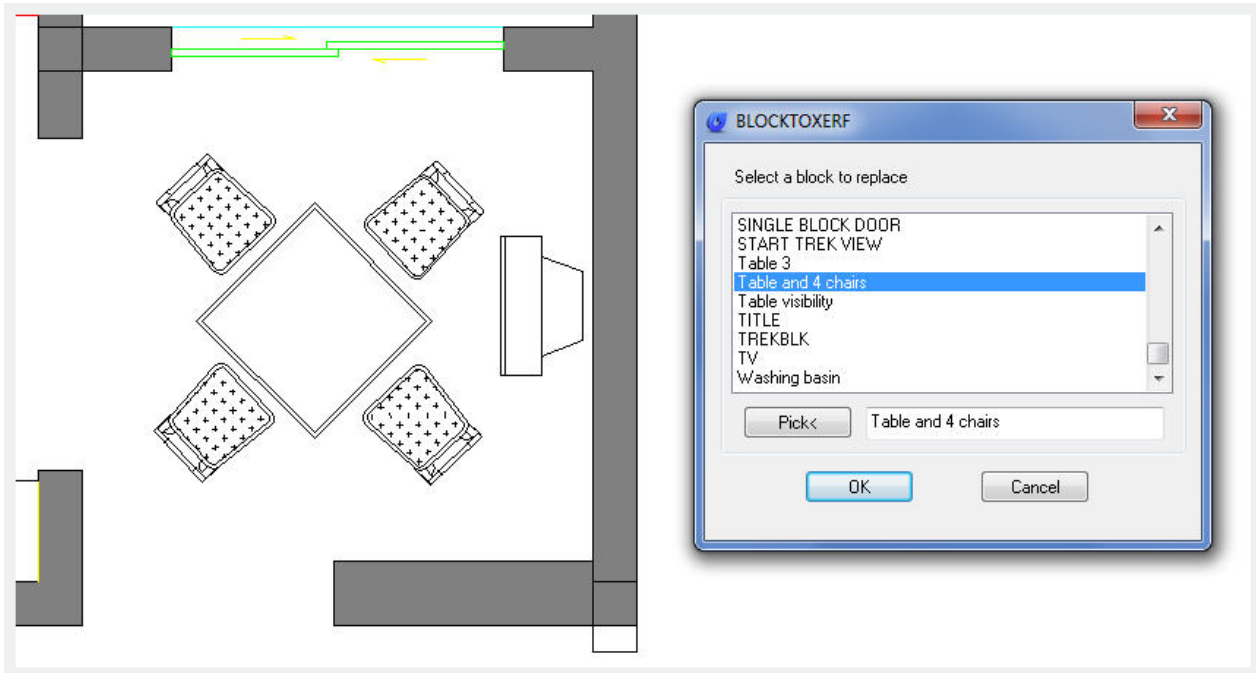 BLOCKTOXERF
Select a block to replace
SINGLE BLOCK DOOR
START TREK VIEW
Table 3
Table and 4 chairs
Table visibility
TITLE
TREKBLK
TV
Washing basin
Pick< Table and 4 chairs
OK Cancel